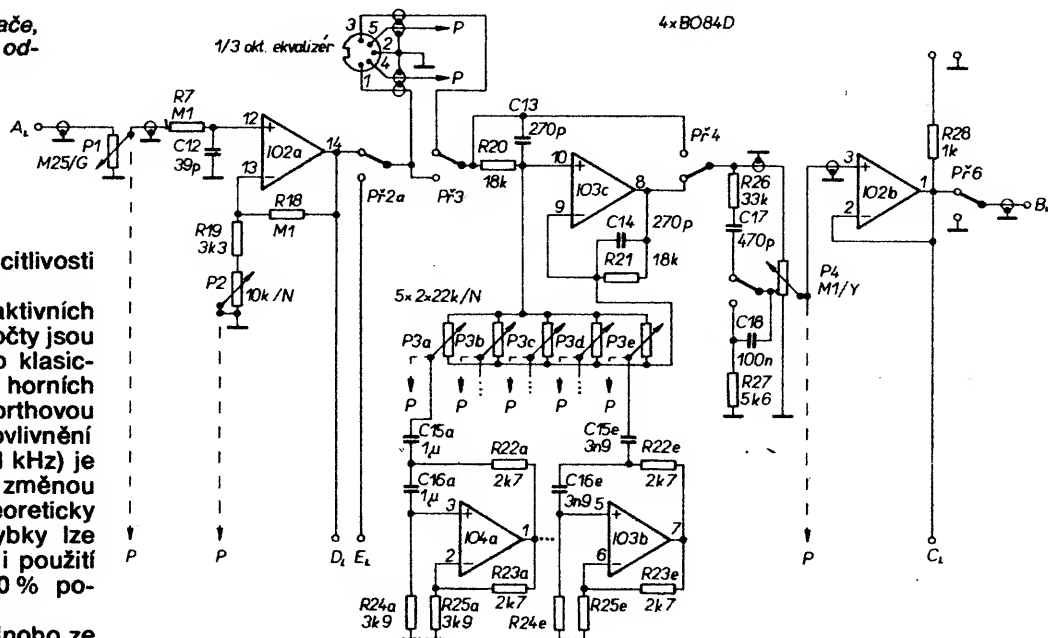 ače,
od-
citlivosti
aktivních
očty jsou
o klasic-
horních
orthovou
ovlivnění
1 kHz) je
změnou
eoreticky
ybky lze
i použití
0 % po-
nobo ze
1/3 okt. ekvalizér
3
5
2
4
1
P
P
4×BO84D
A_L
P1
M25/G
R7
M1
C12
39p
12
+
13
−
IO2a
14
R18
M1
R19
3k3
P2
10k/N
Př2a
Př3
R20
18k
C13
270p
10
+
9
−
IO3c
8
C14
270p
R21
18k
Př4
R26
33k
C17
470p
C18
100n
R27
5k6
P4
M1/Y
3
+
2
−
IO2b
1
R28
1k
Př6
B_L
5×2×22k/N
P3a
P3b
P3c
P3d
P3e
P
P
P
P
P
C15a
1µ
R22a
2k7
C16a
1µ
3
+
2
−
IO4a
1
R23a
2k7
R24a
3k9
R25a
3k9
C15e
3n9
R22e
2k7
C16e
3n9
5
+
6
−
IO3b
7
R23e
2k7
R24e
R25e
P
P
D_L
E_L
P
C_L